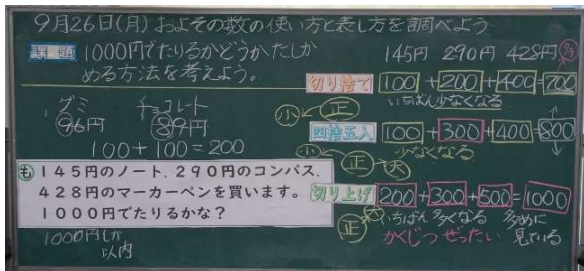 9月26日(月) およその数の使い方と表し方を調べよう
課題 1000円でたりるかどうかたしか
める方法を考えよう。
グミ チョコレート
96円 89円
100+100=200
も 145円のノート、290円のコンパス、
428円のマーカーペンを買います。
1000円でたりるかな?
1000円しか
以内
145円 290円 428円
切り捨て 100+200+400=700
いちばん少なくなる
小 正
四捨五入 100+300+400=800
少なくなる
小 正 大
切り上げ 200+300+500=1000
正 大 いちばん多くなる 多めに
かくじつ ぜったい 見ている